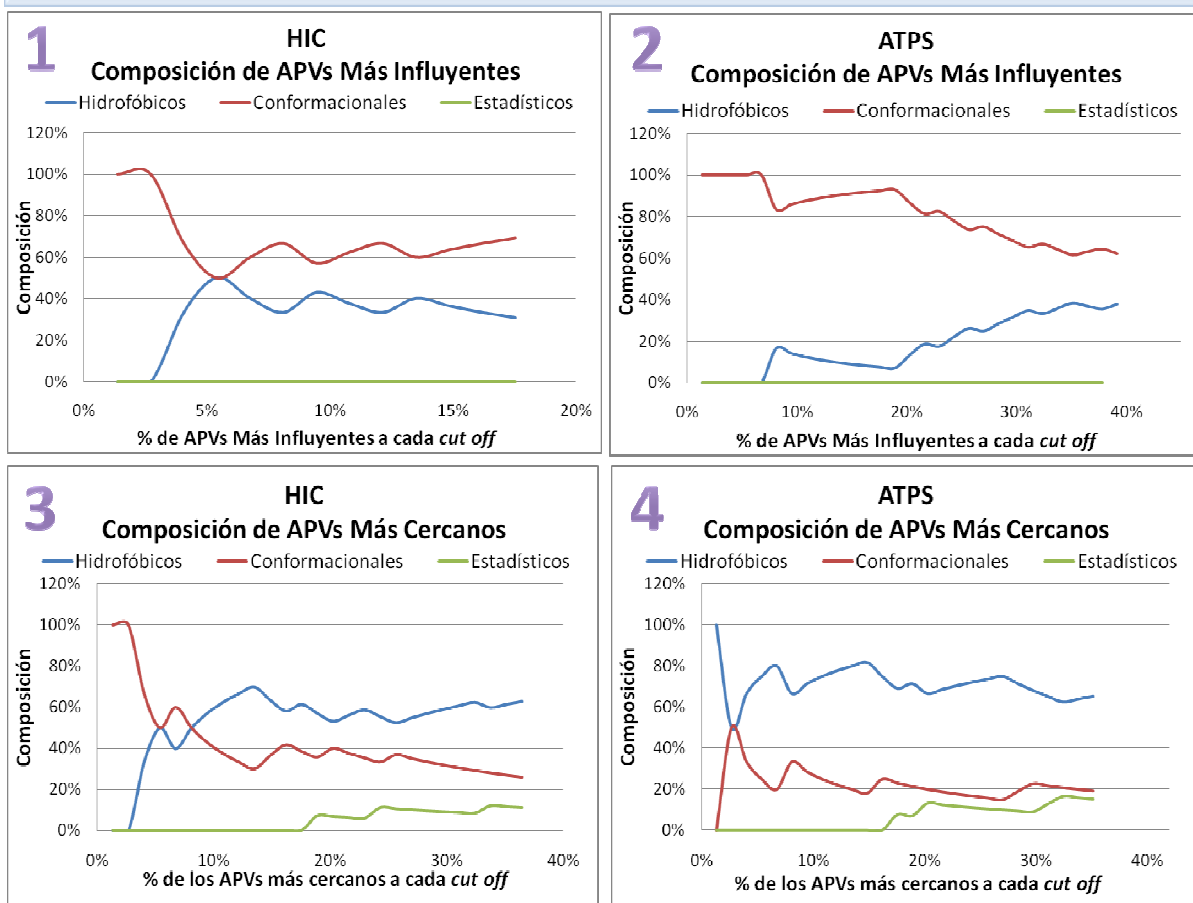 1
HIC
Composición de APVs Más Influyentes
Hidrofóbicos Conformacionales Estadísticos
120%
100%
80%
60%
40%
20%
0%
Composición
0% 5% 10% 15% 20%
% de APVs Más Influyentes a cada cut off
2
ATPS
Composición de APVs Más Influyentes
Hidrofóbicos Conformacionales Estadísticos
120%
100%
80%
60%
40%
20%
0%
Composición
0% 10% 20% 30% 40%
% de APVs Más Influyentes a cada cut off
3
HIC
Composición de APVs Más Cercanos
Hidrofóbicos Conformacionales Estadísticos
120%
100%
80%
60%
40%
20%
0%
Composición
0% 10% 20% 30% 40%
% de los APVs más cercanos a cada cut off
4
ATPS
Composición de APVs Más Cercanos
Hidrofóbicos Conformacionales Estadísticos
120%
100%
80%
60%
40%
20%
0%
Composición
0% 10% 20% 30% 40%
% de los APVs más cercanos a cada cut off